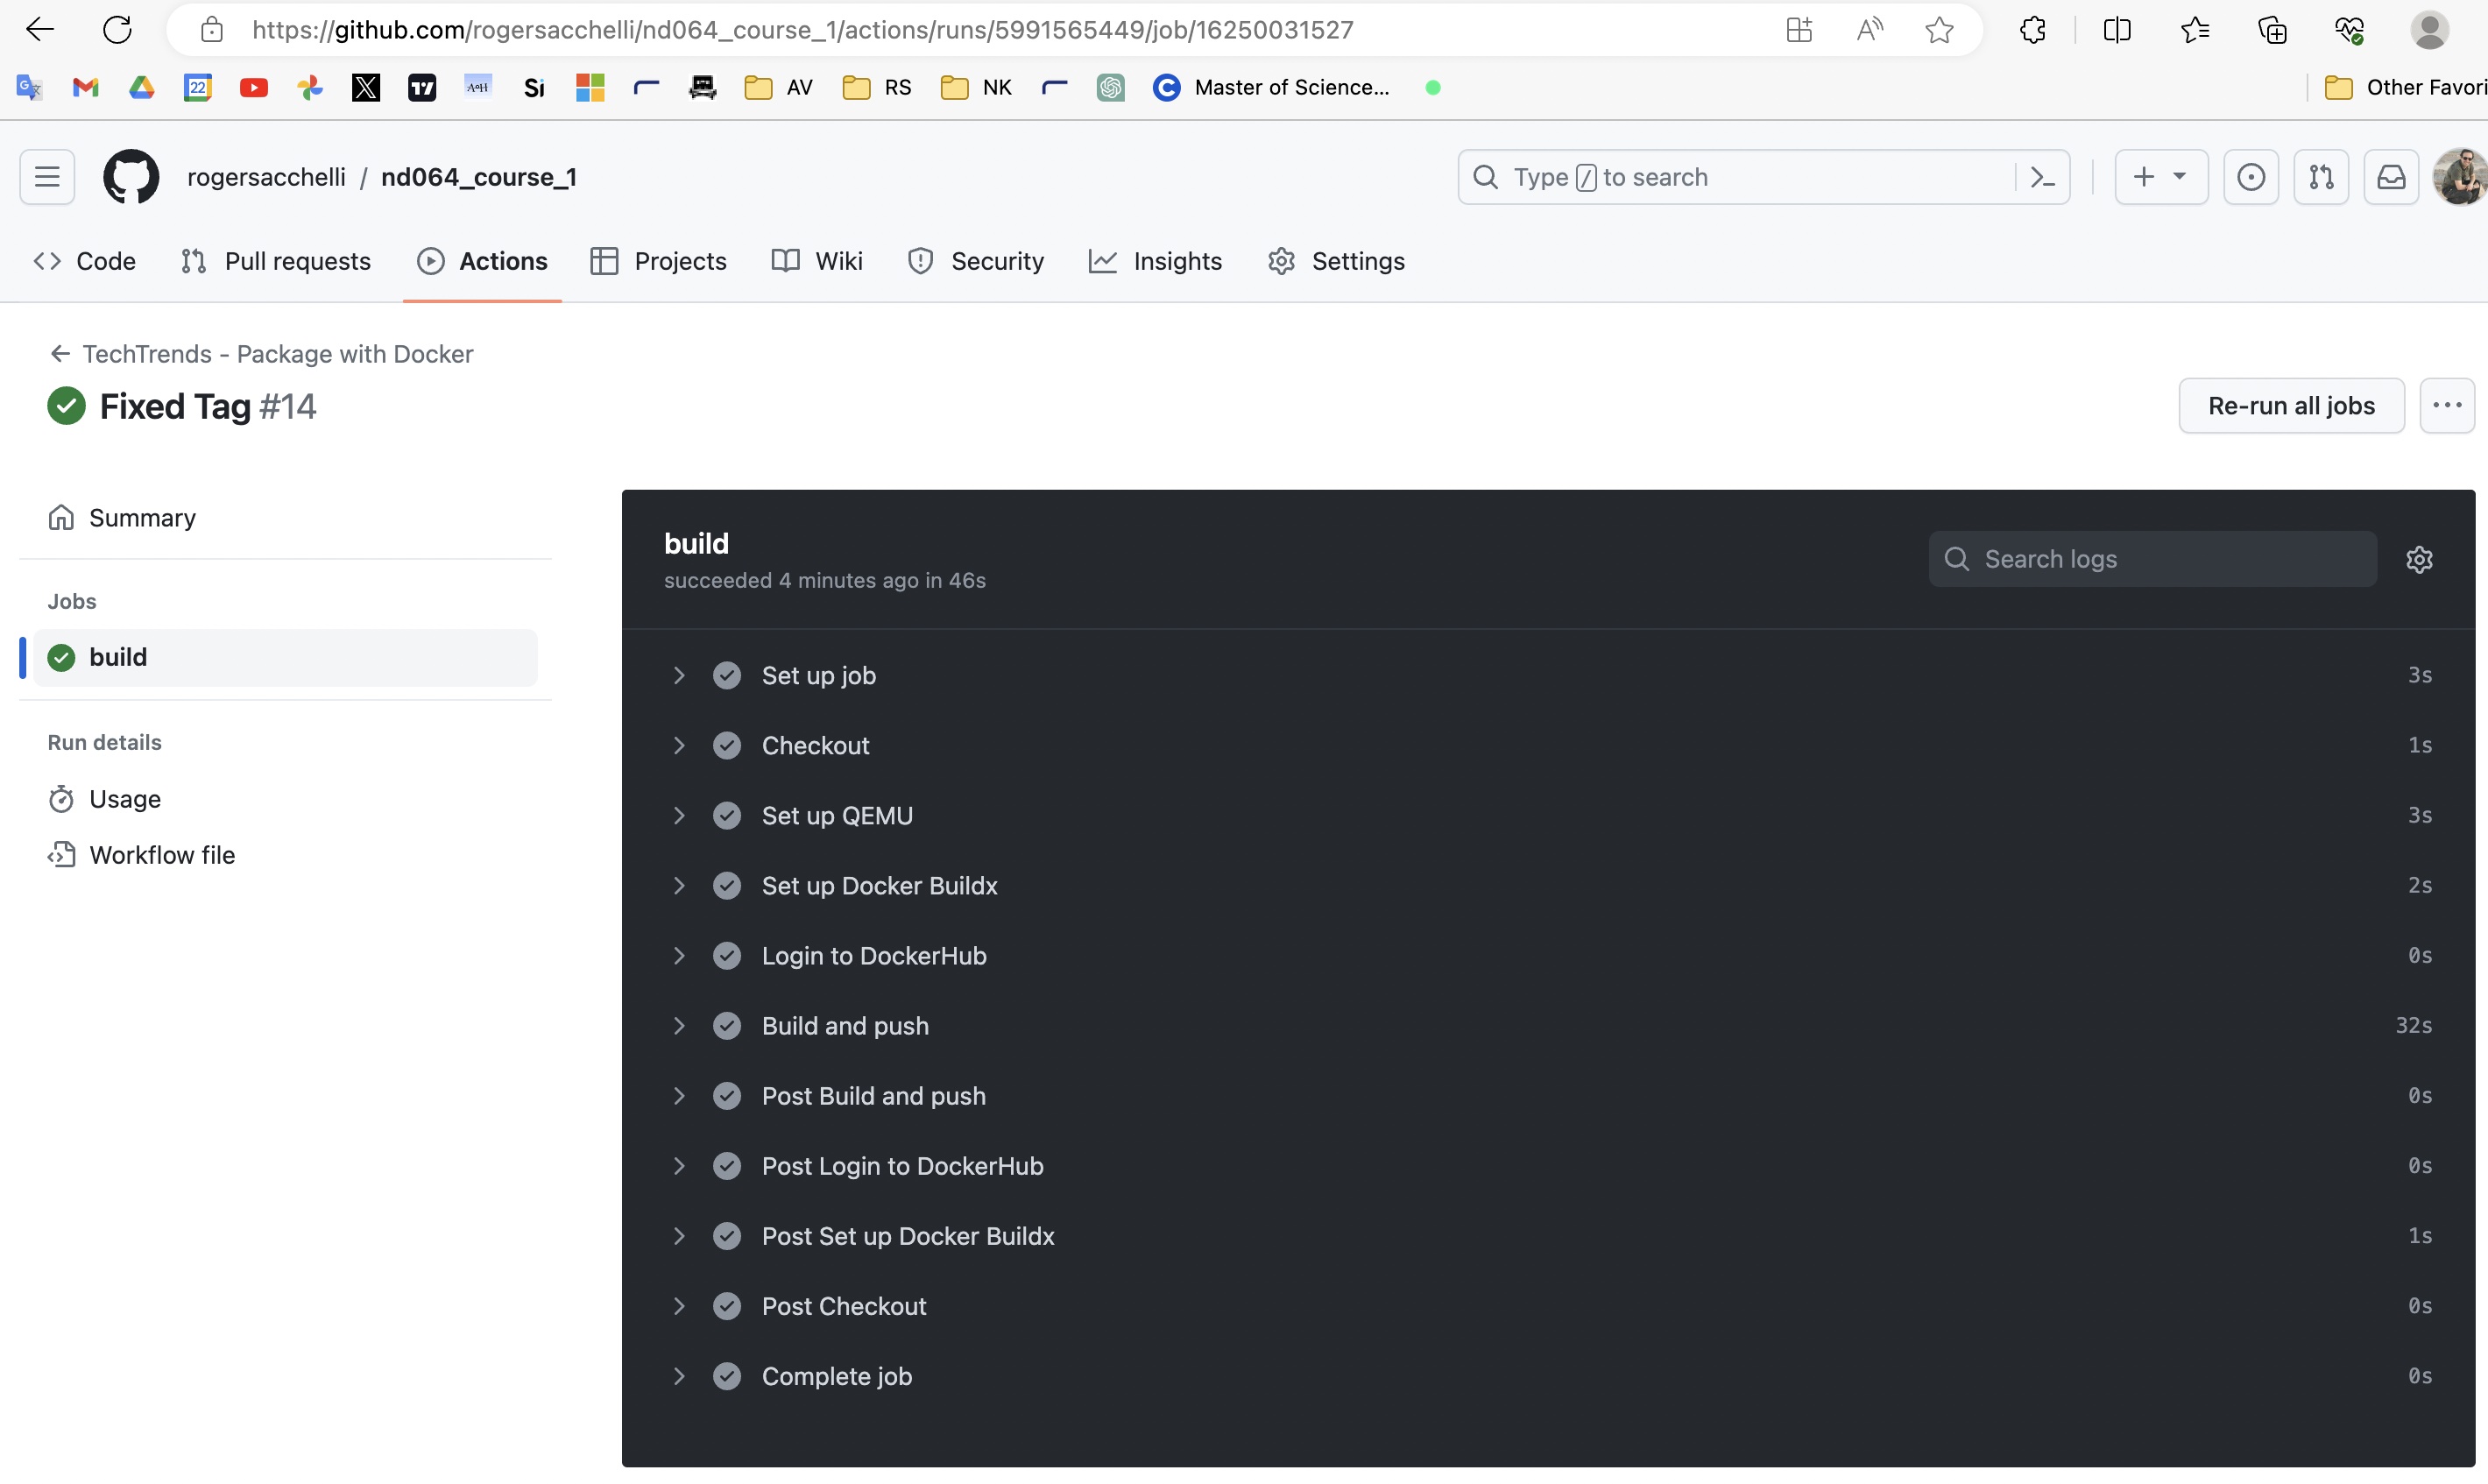 https://github.com/rogersacchelli/nd064_course_1/actions/runs/5991565449/job/16250031527
22 17 A+H Si AV RS NK Master of Science... Other Favori
rogersacchelli / nd064_course_1 Type / to search
Code Pull requests Actions Projects Wiki Security Insights Settings
TechTrends - Package with Docker
Fixed Tag #14 Re-run all jobs
Summary
Jobs
build
Run details
Usage
Workflow file
build
succeeded 4 minutes ago in 46s
Search logs
Set up job 3s
Checkout 1s
Set up QEMU 3s
Set up Docker Buildx 2s
Login to DockerHub 0s
Build and push 32s
Post Build and push 0s
Post Login to DockerHub 0s
Post Set up Docker Buildx 1s
Post Checkout 0s
Complete job 0s